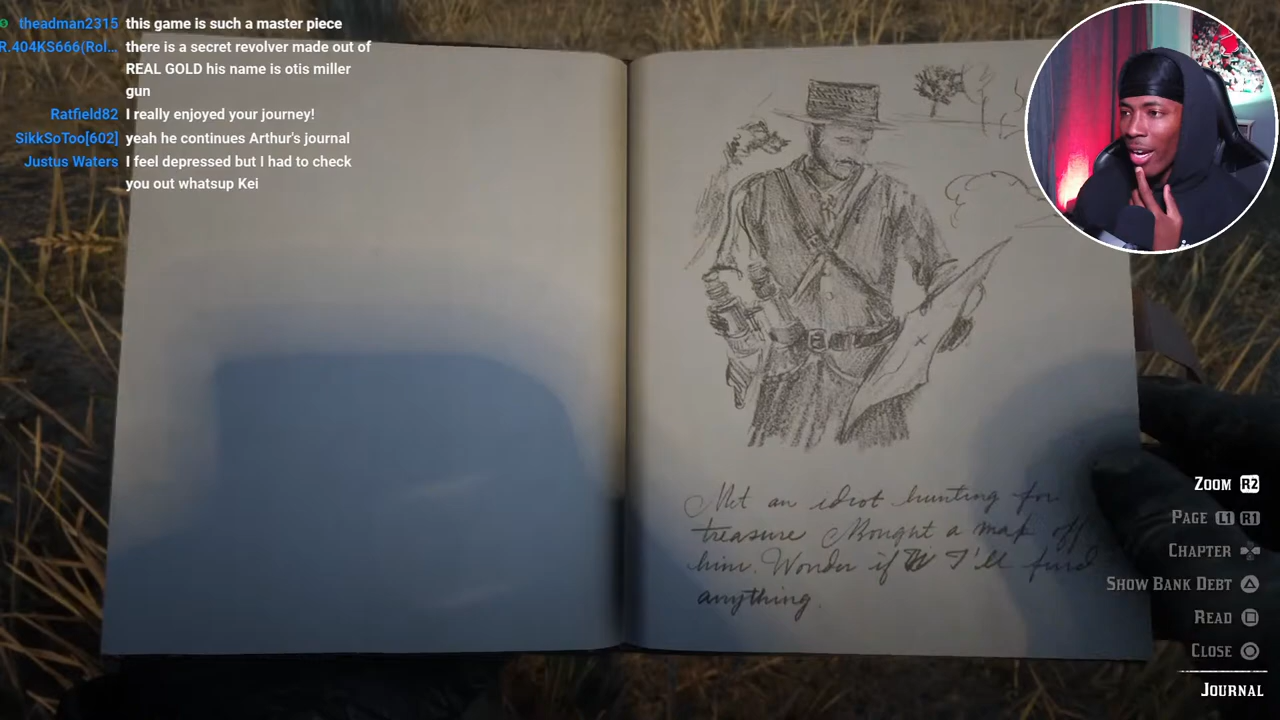 theadman2315 this game is such a master piece
R.404KS666(Rol... there is a secret revolver made out of
REAL GOLD his name is otis miller
gun
Ratfield82 I really enjoyed your journey!
SikkSoToo[602] yeah he continues Arthur's journal
Justus Waters I feel depressed but I had to check
you out whatsup Kei
Met an idiot hunting for
treasure Bought a map off
him. Wonder if I'll find
anything.
ZOOM R2
PAGE L1 R1
CHAPTER
SHOW BANK DEBT
READ
CLOSE
JOURNAL